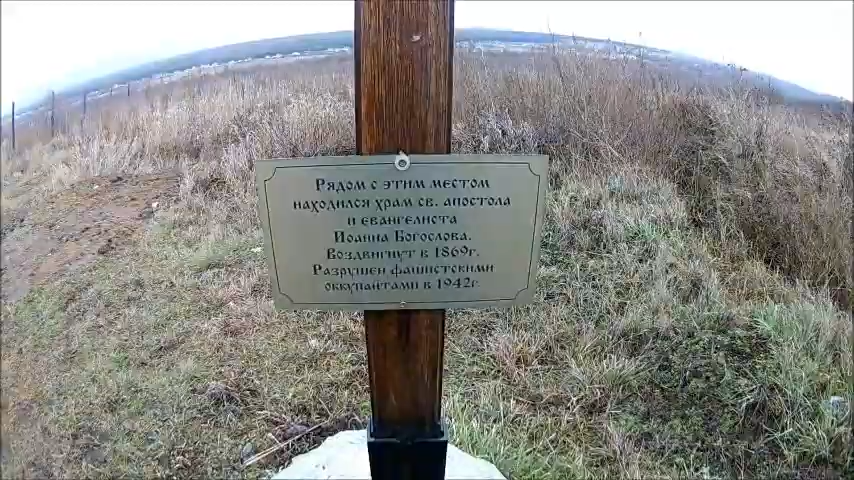 Рядом с этим местом
находился храм св. апостола
и евангелиста
Иоанна Богослова.
Воздвигнут в 1869г.
Разрушен фашистскими
оккупантами в 1942г.